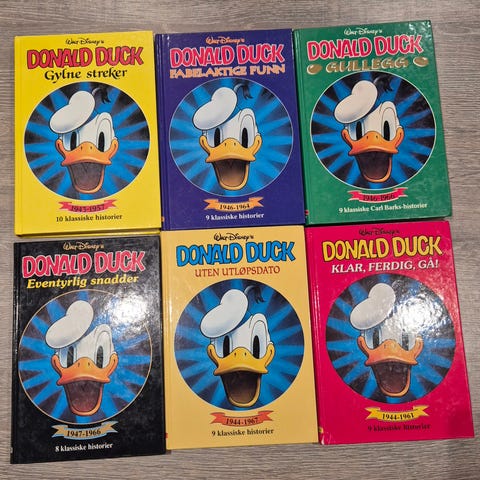 Walt Disney's
DONALD DUCK
Gylne streker
1943-1957
10 klassiske historier
Walt Disney's
DONALD DUCK
FABELAKTIGE FUNN
1946-1964
9 klassiske historier
Walt Disney's
DONALD DUCK
GULLEGG
1946-1960
9 klassiske Carl Barks-historier
Walt Disney's
DONALD DUCK
Eventyrlig snadder
1947-1966
8 klassiske historier
Walt Disney's
DONALD DUCK
UTEN UTLØPSDATO
1944-1967
9 klassiske historier
Walt Disney's
DONALD DUCK
KLAR, FERDIG, GÅ!
1944-1961
9 klassiske historier